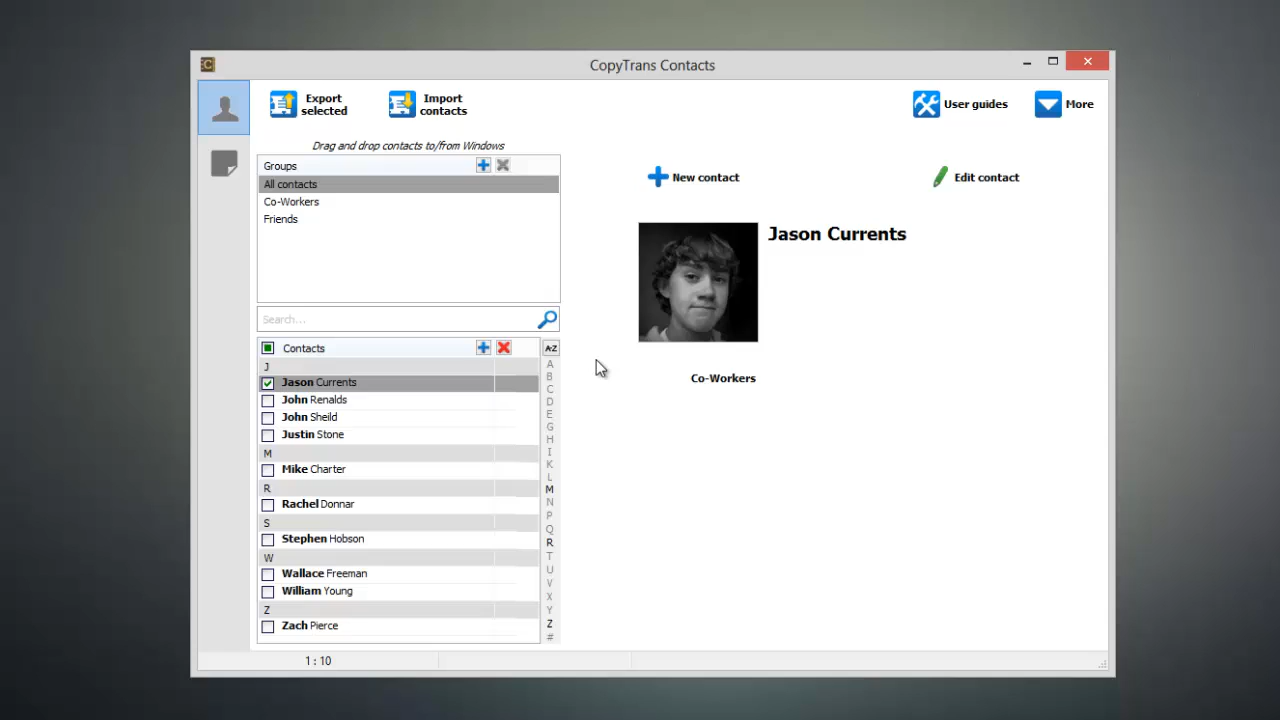 CopyTrans Contacts
Export selected
Import contacts
User guides
More
Drag and drop contacts to/from Windows
Groups
All contacts
Co-Workers
Friends
New contact
Edit contact
Jason Currents
Co-Workers
Search...
Contacts
A-Z
J
Jason Currents
John Renalds
John Sheild
Justin Stone
M
Mike Charter
R
Rachel Donnar
S
Stephen Hobson
W
Wallace Freeman
William Young
Z
Zach Pierce
A
B
C
D
E
G
H
I
K
L
M
N
P
Q
R
T
U
V
X
Y
Z
#
1 : 10